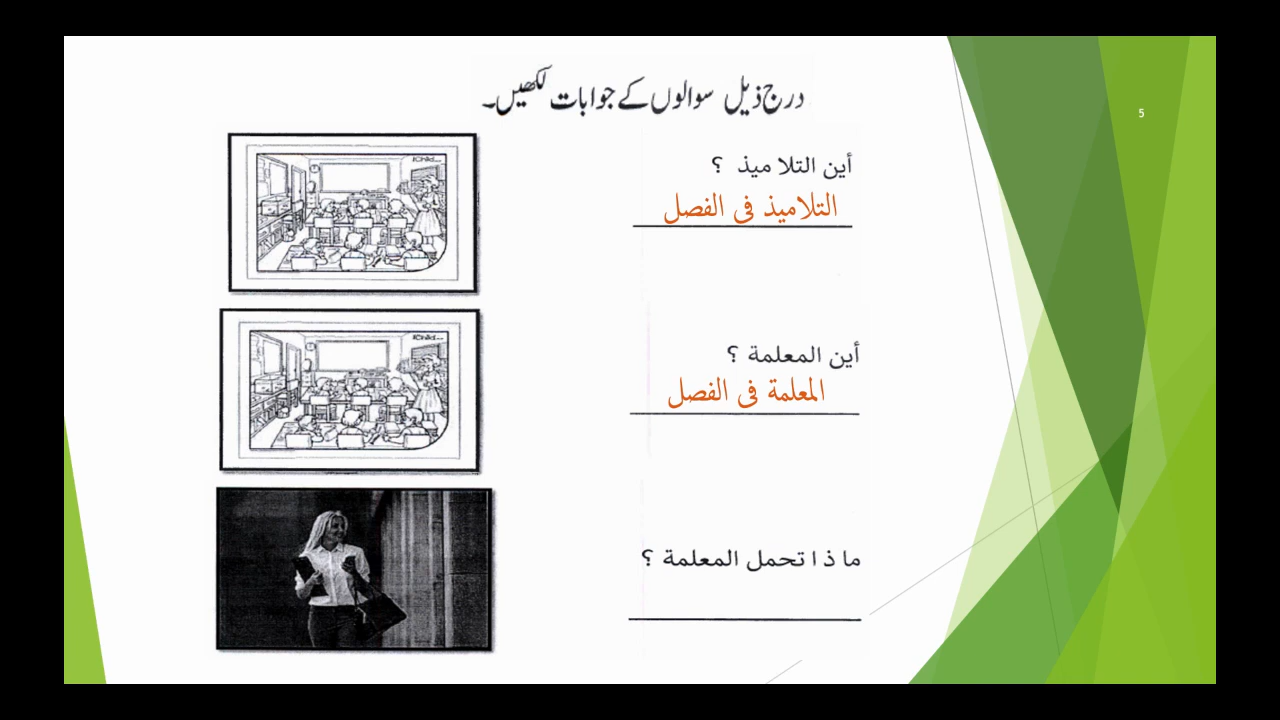 5
درج ذیل سوالوں کے جوابات لکھیں۔
أين التلا ميذ ؟
التلاميذ فى الفصل
أين المعلمة ؟
المعلمة فى الفصل
ما ذ ا تحمل المعلمة ؟